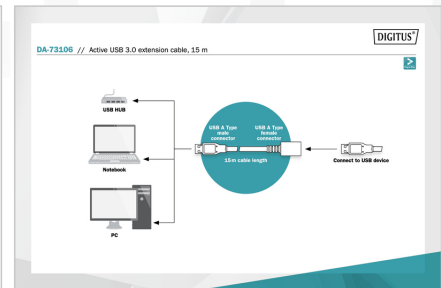 DIGITUS®
DA-73106 // Active USB 3.0 extension cable, 15 m
USB HUB
USB A Type
male
connector
USB A Type
female
connector
15m cable length
Notebook
Connect to USB device
PC